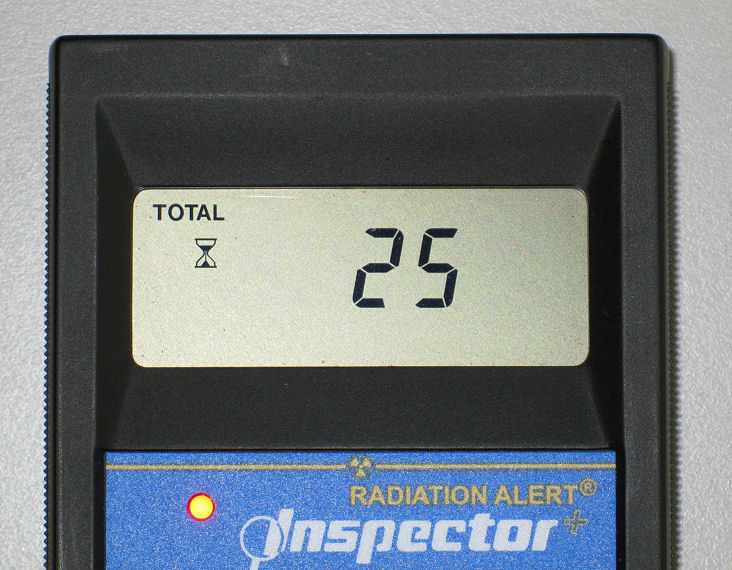 TOTAL
25
RADIATION ALERT®
Inspector+